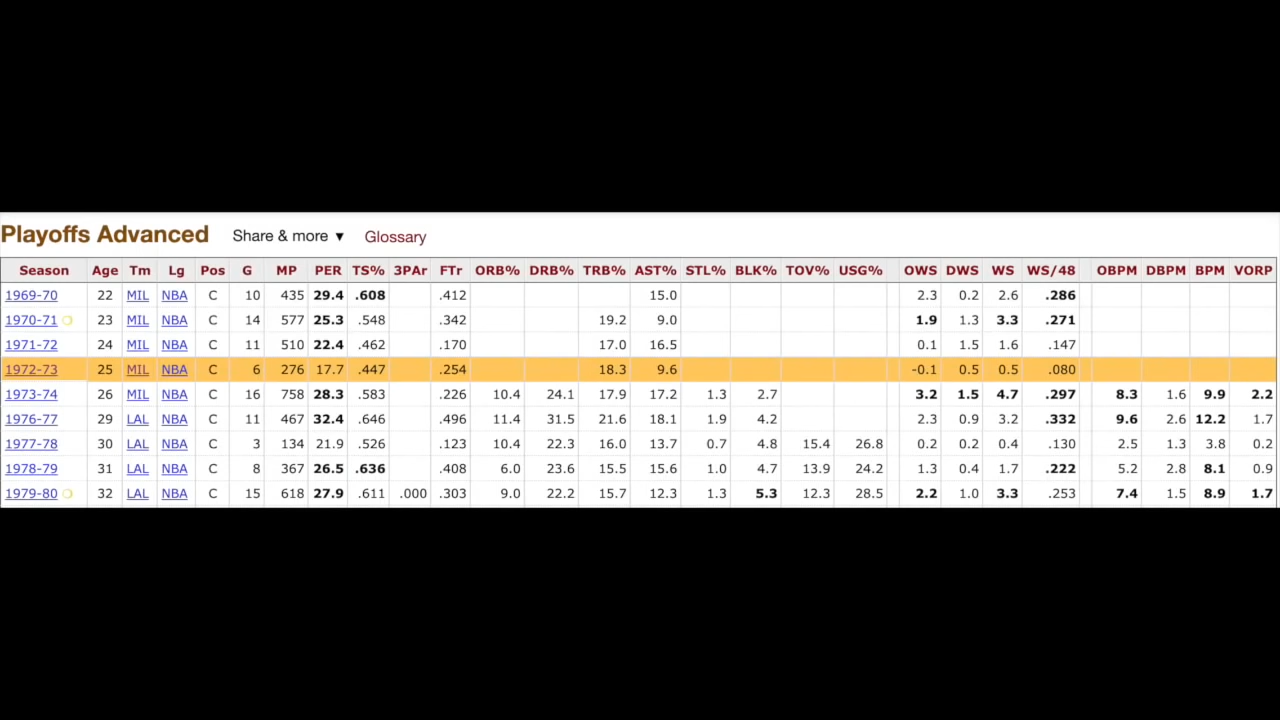 Playoffs Advanced Share & more ▼ Glossary
Season Age Tm Lg Pos G MP PER TS% 3PAr FTr ORB% DRB% TRB% AST% STL% BLK% TOV% USG% OWS DWS WS WS/48 OBPM DBPM BPM VORP
1969-70 22 MIL NBA C 10 435 29.4 .608 .412 15.0 2.3 0.2 2.6 .286
1970-71 23 MIL NBA C 14 577 25.3 .548 .342 19.2 9.0 1.9 1.3 3.3 .271
1971-72 24 MIL NBA C 11 510 22.4 .462 .170 17.0 16.5 0.1 1.5 1.6 .147
1972-73 25 MIL NBA C 6 276 17.7 .447 .254 18.3 9.6 -0.1 0.5 0.5 .080
1973-74 26 MIL NBA C 16 758 28.3 .583 .226 10.4 24.1 17.9 17.2 1.3 2.7 3.2 1.5 4.7 .297 8.3 1.6 9.9 2.2
1976-77 29 LAL NBA C 11 467 32.4 .646 .496 11.4 31.5 21.6 18.1 1.9 4.2 2.3 0.9 3.2 .332 9.6 2.6 12.2 1.7
1977-78 30 LAL NBA C 3 134 21.9 .526 .123 10.4 22.3 16.0 13.7 0.7 4.8 15.4 26.8 0.2 0.2 0.4 .130 2.5 1.3 3.8 0.2
1978-79 31 LAL NBA C 8 367 26.5 .636 .408 6.0 23.6 15.5 15.6 1.0 4.7 13.9 24.2 1.3 0.4 1.7 .222 5.2 2.8 8.1 0.9
1979-80 32 LAL NBA C 15 618 27.9 .611 .000 .303 9.0 22.2 15.7 12.3 1.3 5.3 12.3 28.5 2.2 1.0 3.3 .253 7.4 1.5 8.9 1.7